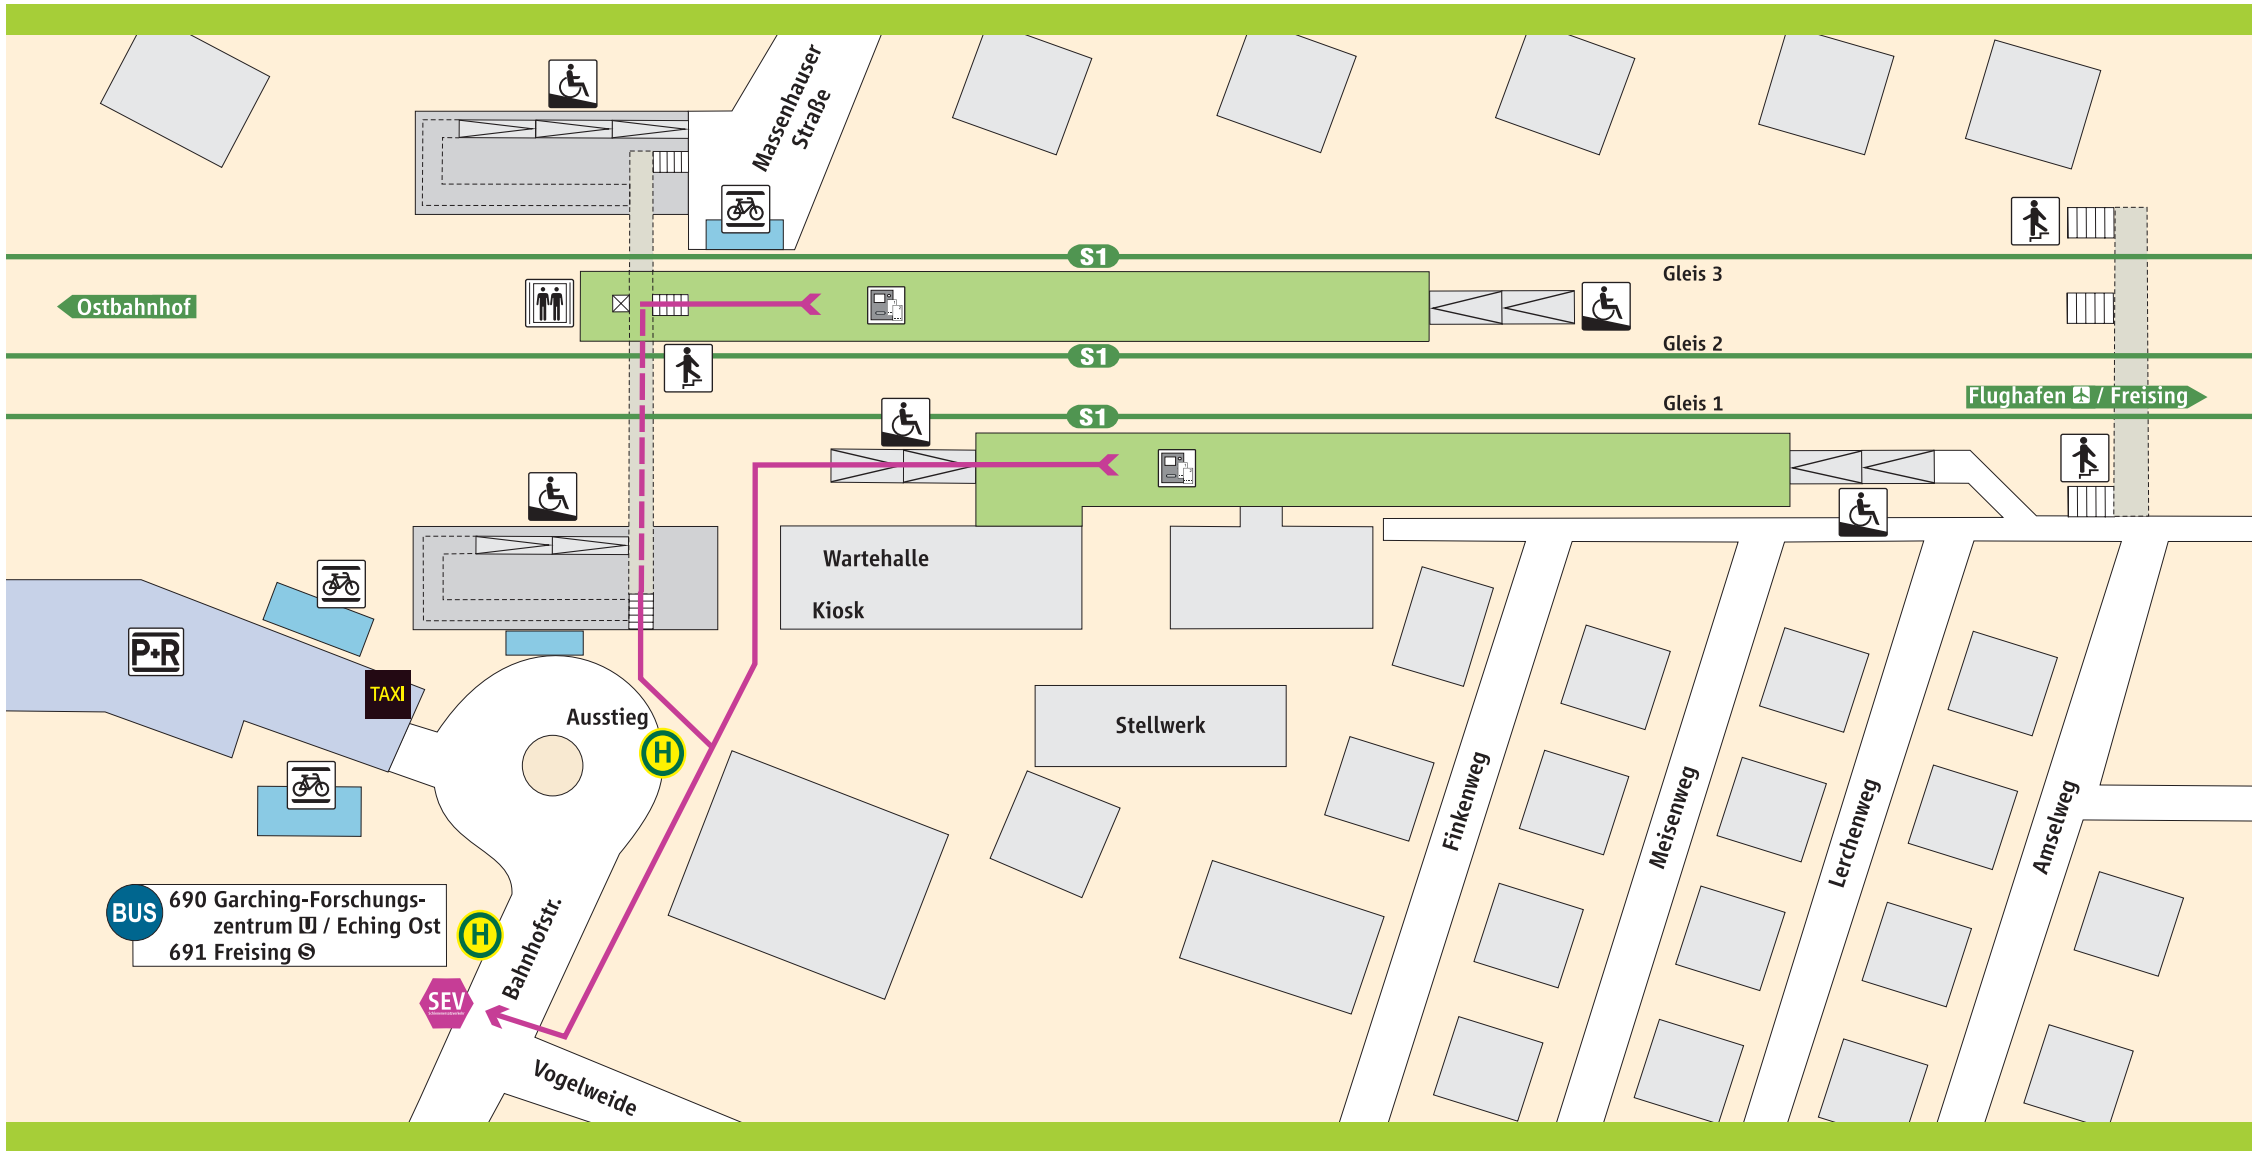 Massenhauser
Straße
S1
Gleis 3
Ostbahnhof
Gleis 2
S1
Flughafen / Freising
Gleis 1
S1
Wartehalle
Kiosk
P+R
TAXI
Ausstieg
H
Stellwerk
Finkenweg
Meisenweg
Lerchenweg
Amselweg
BUS
690 Garching-Forschungs-
zentrum U / Eching Ost
691 Freising S
H
Bahnhofstr.
SEV
Vogelweide